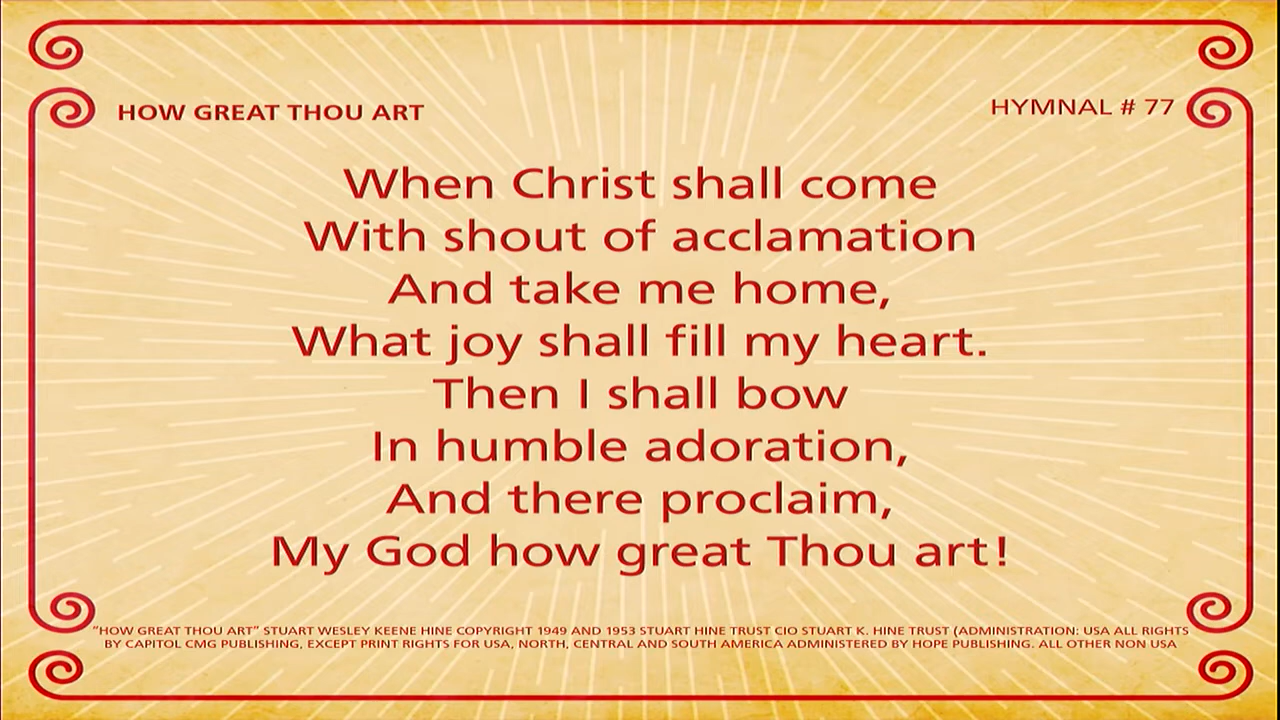 HOW GREAT THOU ART
HYMNAL # 77
When Christ shall come
With shout of acclamation
And take me home,
What joy shall fill my heart.
Then I shall bow
In humble adoration,
And there proclaim,
My God how great Thou art!
"HOW GREAT THOU ART" STUART WESLEY KEENE HINE COPYRIGHT 1949 AND 1953 STUART HINE TRUST CIO STUART K. HINE TRUST (ADMINISTRATION: USA ALL RIGHTS
BY CAPITOL CMG PUBLISHING, EXCEPT PRINT RIGHTS FOR USA, NORTH, CENTRAL AND SOUTH AMERICA ADMINISTERED BY HOPE PUBLISHING. ALL OTHER NON USA